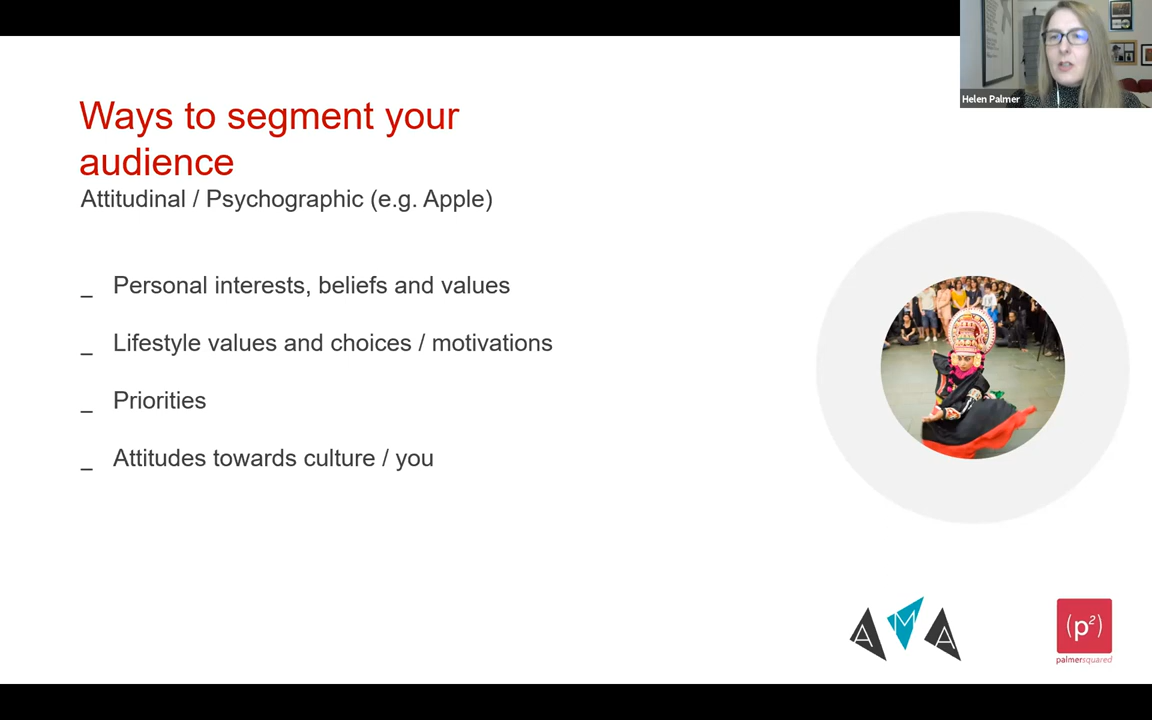 Helen Palmer
Ways to segment your
audience
Attitudinal / Psychographic (e.g. Apple)
_ Personal interests, beliefs and values
_ Lifestyle values and choices / motivations
_ Priorities
_ Attitudes towards culture / you
AMA
(p²)
palmersquared